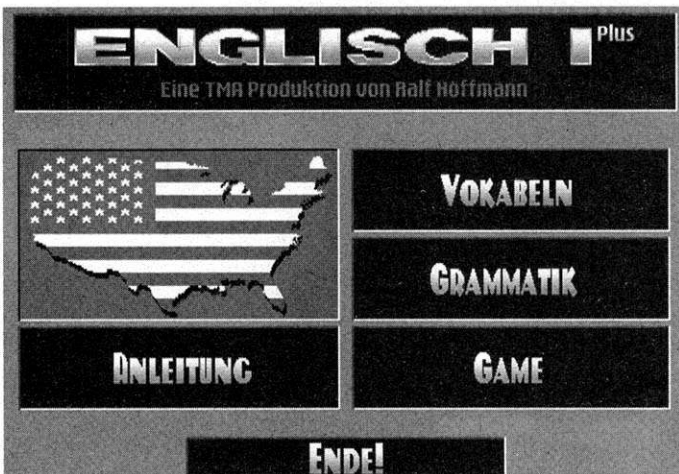 ENGLISCH I Plus
Eine TMA Produktion von Ralf Hoffmann
VOKABELN
GRAMMATIK
ANLEITUNG
GAME
ENDE!